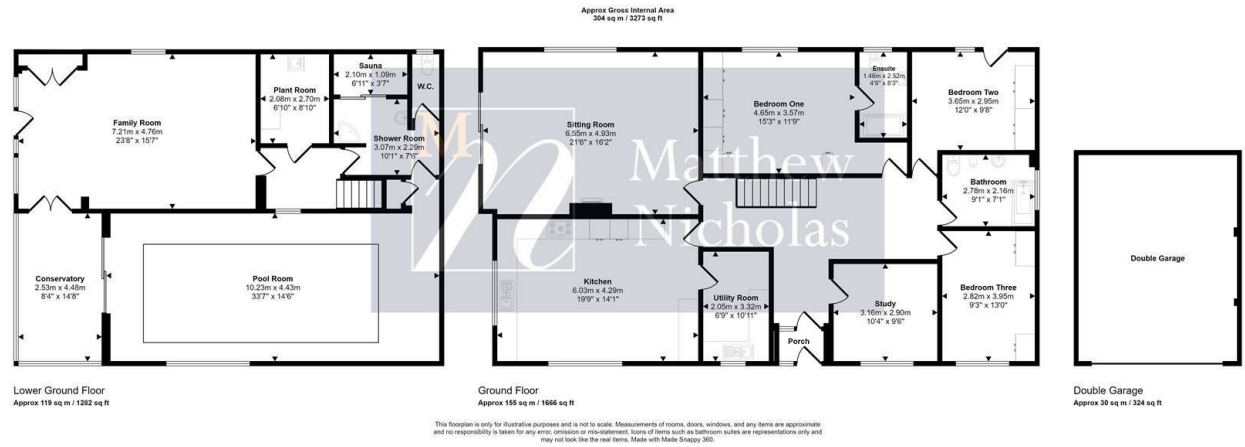 Approx Gross Internal Area
304 sq m / 3273 sq ft
Family Room
7.21m x 4.76m
23'8" x 15'7"
Plant Room
2.08m x 2.70m
6'10" x 8'10"
Sauna
2.10m x 1.09m
6'11" x 3'7"
W.C.
Shower Room
3.07m x 2.29m
10'1" x 7'6"
Conservatory
2.53m x 4.48m
8'4" x 14'8"
Pool Room
10.23m x 4.43m
33'7" x 14'6"
Lower Ground Floor
Approx 119 sq m / 1282 sq ft
Sitting Room
6.55m x 4.93m
21'6" x 16'2"
Bedroom One
4.65m x 3.57m
15'3" x 11'9"
Ensuite
1.46m x 2.52m
4'9" x 8'3"
Bedroom Two
3.65m x 2.95m
12'0" x 9'8"
Bathroom
2.78m x 2.16m
9'1" x 7'1"
Kitchen
6.03m x 4.29m
19'9" x 14'1"
Utility Room
2.05m x 3.32m
6'9" x 10'11"
Porch
Study
3.16m x 2.90m
10'4" x 9'6"
Bedroom Three
2.82m x 3.95m
9'3" x 13'0"
Ground Floor
Approx 155 sq m / 1666 sq ft
Double Garage
Double Garage
Approx 30 sq m / 324 sq ft
M
n
Matthew
Nicholas
This floorplan is only for illustrative purposes and is not to scale. Measurements of rooms, doors, windows, and any items are approximate
and no responsibility is taken for any error, omission or mis-statement. Icons of items such as bathroom suites are representations only and
may not look like the real items. Made with Made Snappy 360.